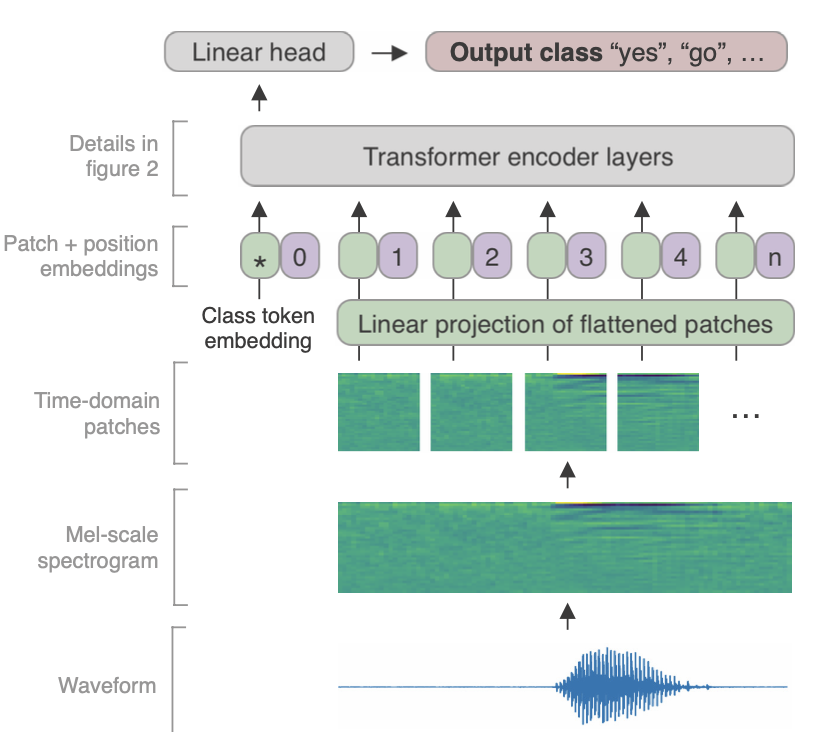 Linear head
Output class “yes”, “go”, …
Details in
figure 2
Transformer encoder layers
Patch + position
embeddings
* 0 1 2 3 4 n
Class token
embedding
Linear projection of flattened patches
Time-domain
patches
...
Mel-scale
spectrogram
Waveform